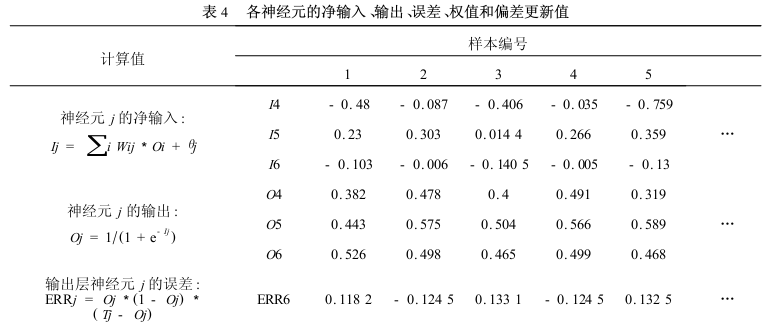 表 4 各神经元的净输入、输出、误差、权值和偏差更新值
计算值 样本编号
1 2 3 4 5
神经元 j 的净输入:
Ij = ∑i Wij * Oi + θj
I4 - 0.48 - 0.087 - 0.406 - 0.035 - 0.759
I5 0.23 0.303 0.014 4 0.266 0.359 …
I6 - 0.103 - 0.006 - 0.140 5 - 0.005 - 0.13
神经元 j 的输出:
Oj = 1/(1 + e- Ij)
O4 0.382 0.478 0.4 0.491 0.319
O5 0.443 0.575 0.504 0.566 0.589 …
O6 0.526 0.498 0.465 0.499 0.468
输出层神经元 j 的误差:
ERRj = Oj *(1 - Oj) *
(Tj - Oj)
ERR6 0.118 2 - 0.124 5 0.133 1 - 0.124 5 0.132 5 …